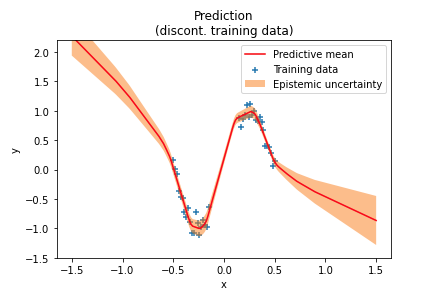 Prediction
(discont. training data)
Predictive mean
Training data
Epistemic uncertainty
2.0
1.5
1.0
0.5
0.0
−0.5
−1.0
−1.5
y
−1.5 −1.0 −0.5 0.0 0.5 1.0 1.5
x